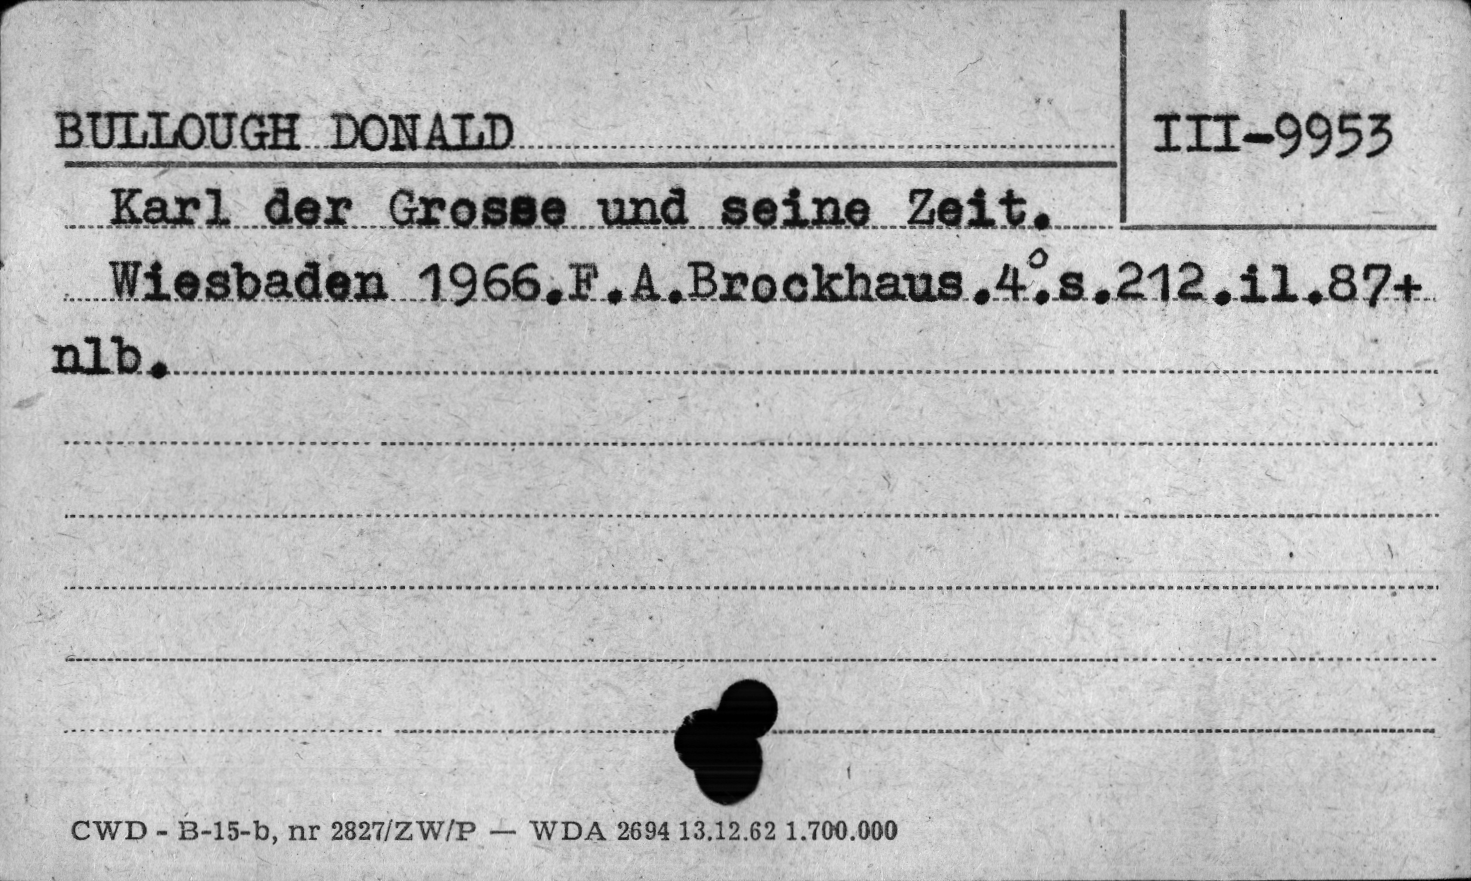 BULLOUGH DONALD III-9953
Karl der Grosse und seine Zeit.
Wiesbaden 1966.F.A.Brockhaus.4°.s.212.il.87+
nlb.
CWD - B-15-b, nr 2827/ZW/P — WDA 2694 13.12.62 1.700.000